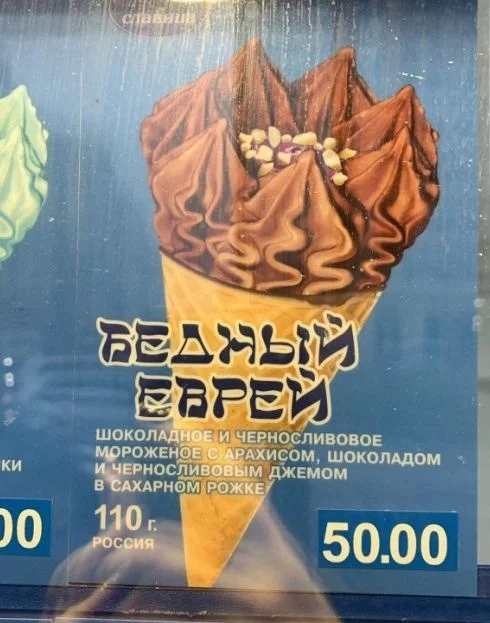 славица
БЕДНЫЙ
ЕВРЕЙ
ШОКОЛАДНОЕ И ЧЕРНОСЛИВОВОЕ
МОРОЖЕНОЕ С АРАХИСОМ, ШОКОЛАДОМ
И ЧЕРНОСЛИВОВЫМ ДЖЕМОМ
В САХАРНОМ РОЖКЕ
110 г.
РОССИЯ
50.00
КИ
00